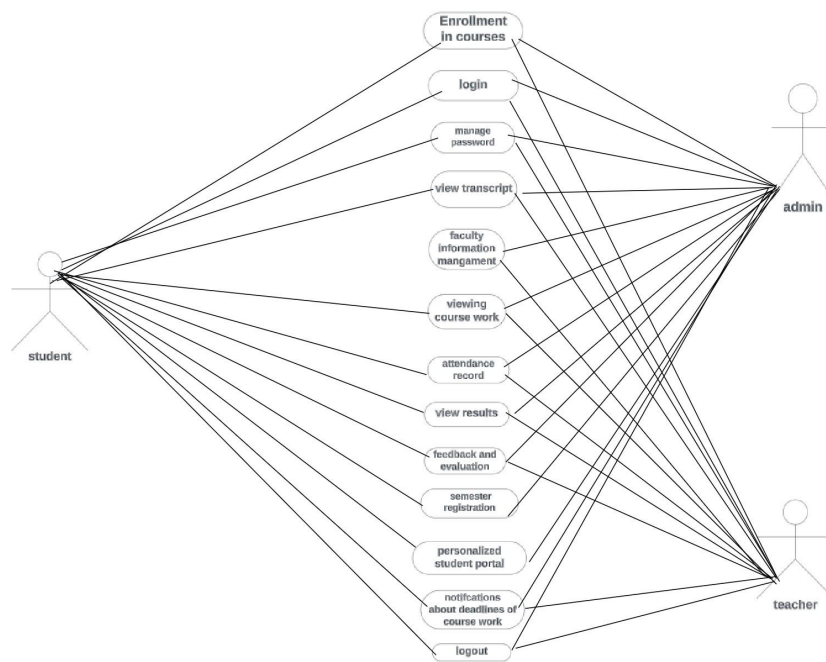 Enrollment
in courses
login
manage
password
view transcript
admin
faculty
information
mangament
viewing
course work
student
attendance
record
view results
feedback and
evaluation
semester
registration
personalized
student portal
notifcations
about deadlines of
course work
teacher
logout